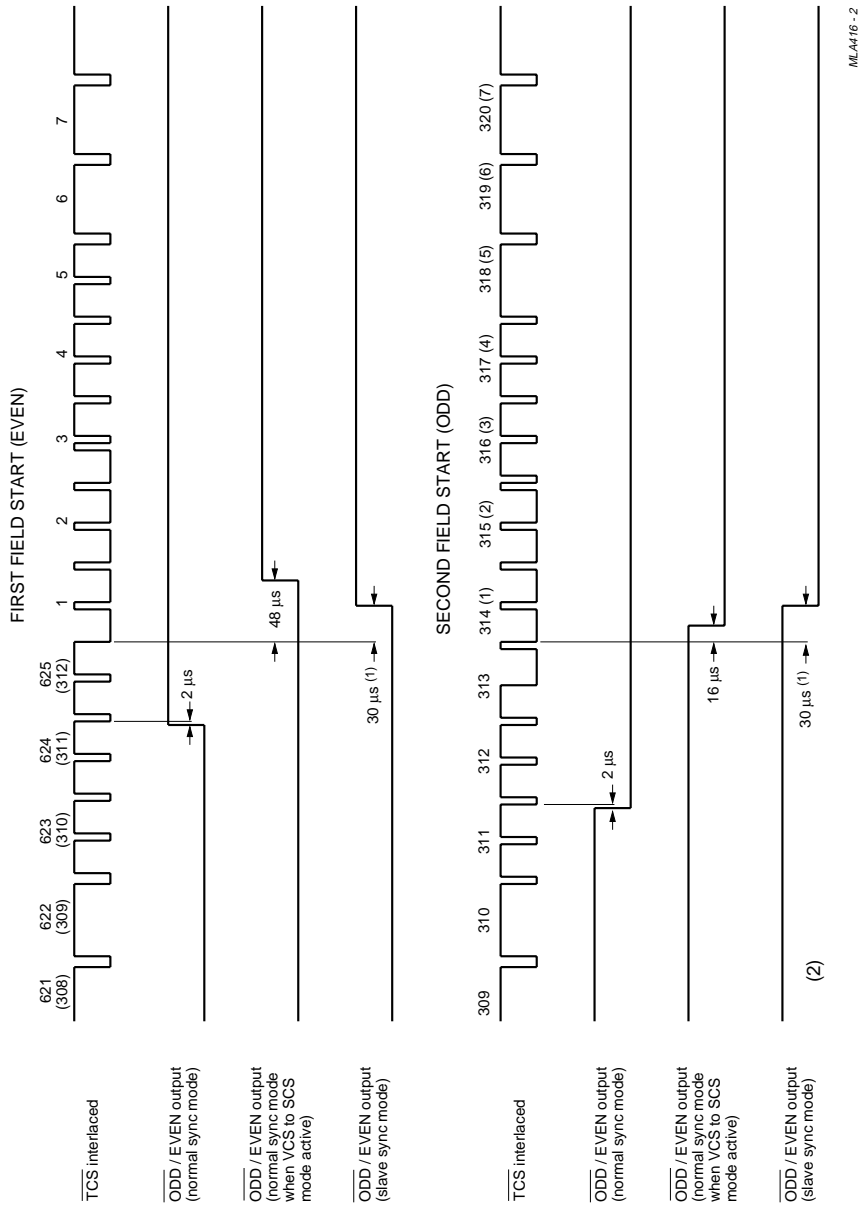 FIRST FIELD START (EVEN)
621 622 623 624 625 1 2 3 4 5 6 7
(308) (309) (310) (311) (312)
TCS interlaced
ODD / EVEN output
(normal sync mode)
2 µs
ODD / EVEN output
(normal sync mode
when VCS to SCS
mode active)
48 µs
ODD / EVEN output
(slave sync mode)
30 µs (1)
SECOND FIELD START (ODD)
309 310 311 312 313 314 (1) 315 (2) 316 (3) 317 (4) 318 (5) 319 (6) 320 (7)
TCS interlaced
ODD / EVEN output
(normal sync mode)
2 µs
ODD / EVEN output
(normal sync mode
when VCS to SCS
mode active)
16 µs
ODD / EVEN output
(slave sync mode)
30 µs (1)
(2)
MLA416 - 2